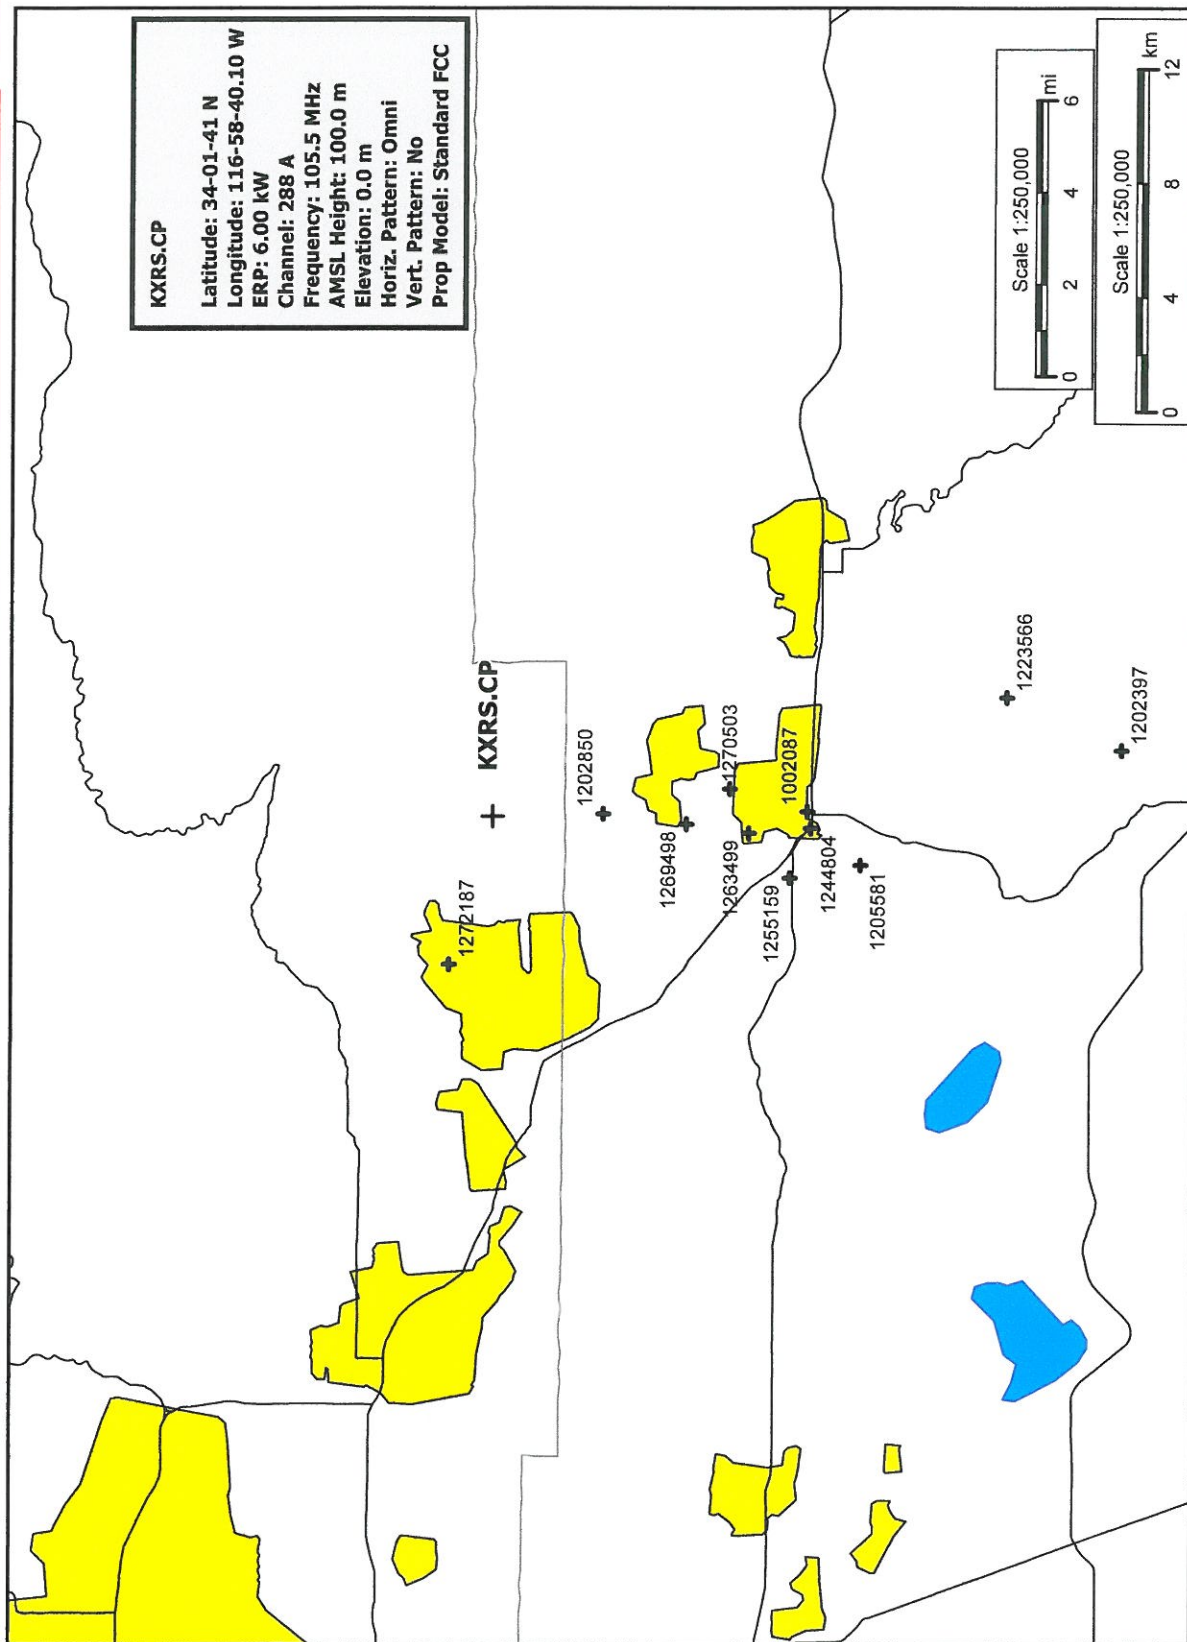 KXRS.CP
Latitude: 34-01-41 N
Longitude: 116-58-40.10 W
ERP: 6.00 kW
Channel: 288 A
Frequency: 105.5 MHz
AMSL Height: 100.0 m
Elevation: 0.0 m
Horiz. Pattern: Omni
Vert. Pattern: No
Prop Model: Standard FCC
1272187
KXRS.CP
1202850
1269498
1270503
1263499
1002087
1255159
1244804
1205581
1223566
1202397
Scale 1:250,000
0 2 4 6
mi
Scale 1:250,000
0 4 8 12
km